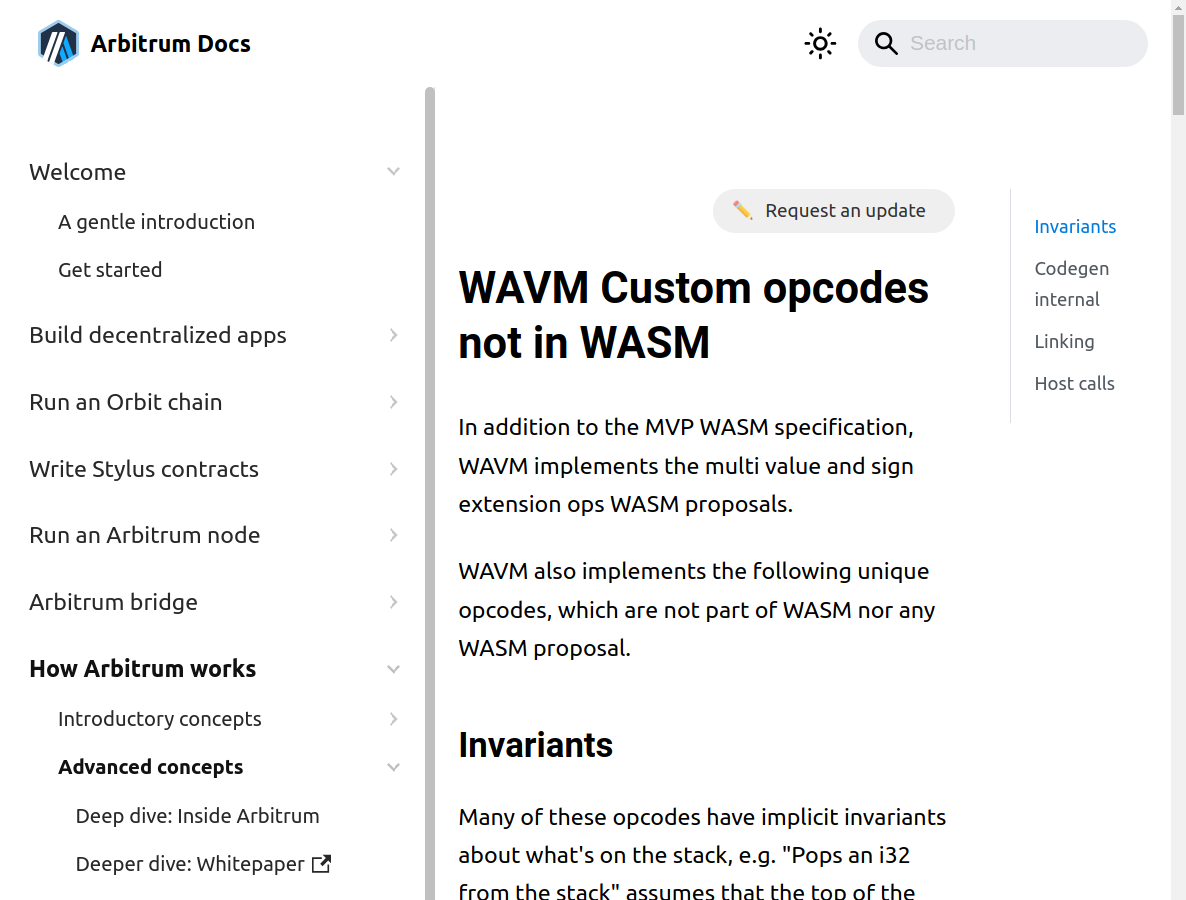 Arbitrum Docs
Search
Welcome
A gentle introduction
Get started
Build decentralized apps
Run an Orbit chain
Write Stylus contracts
Run an Arbitrum node
Arbitrum bridge
How Arbitrum works
Introductory concepts
Advanced concepts
Deep dive: Inside Arbitrum
Deeper dive: Whitepaper
Request an update
WAVM Custom opcodes
not in WASM
In addition to the MVP WASM specification,
WAVM implements the multi value and sign
extension ops WASM proposals.
WAVM also implements the following unique
opcodes, which are not part of WASM nor any
WASM proposal.
Invariants
Many of these opcodes have implicit invariants
about what's on the stack, e.g. "Pops an i32
from the stack" assumes that the top of the
Invariants
Codegen
internal
Linking
Host calls